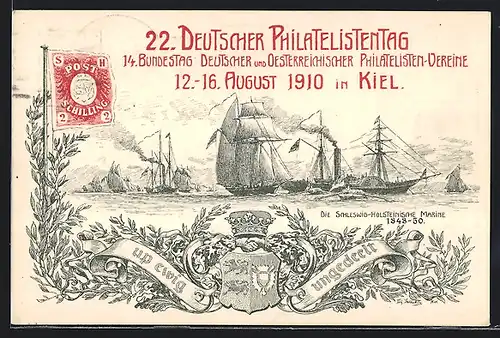 22. DEUTSCHER PHILATELISTENTAG
14. BUNDESTAG DEUTSCHER UND OESTERREICHISCHER PHILATELISTEN-VEREINE
12.-16. AUGUST 1910 IN KIEL.
S H
POST
SCHILLING
2 2
DIE SCHLESWIG-HOLSTEINISCHE MARINE
1848-50.
up ewig ungedeelt